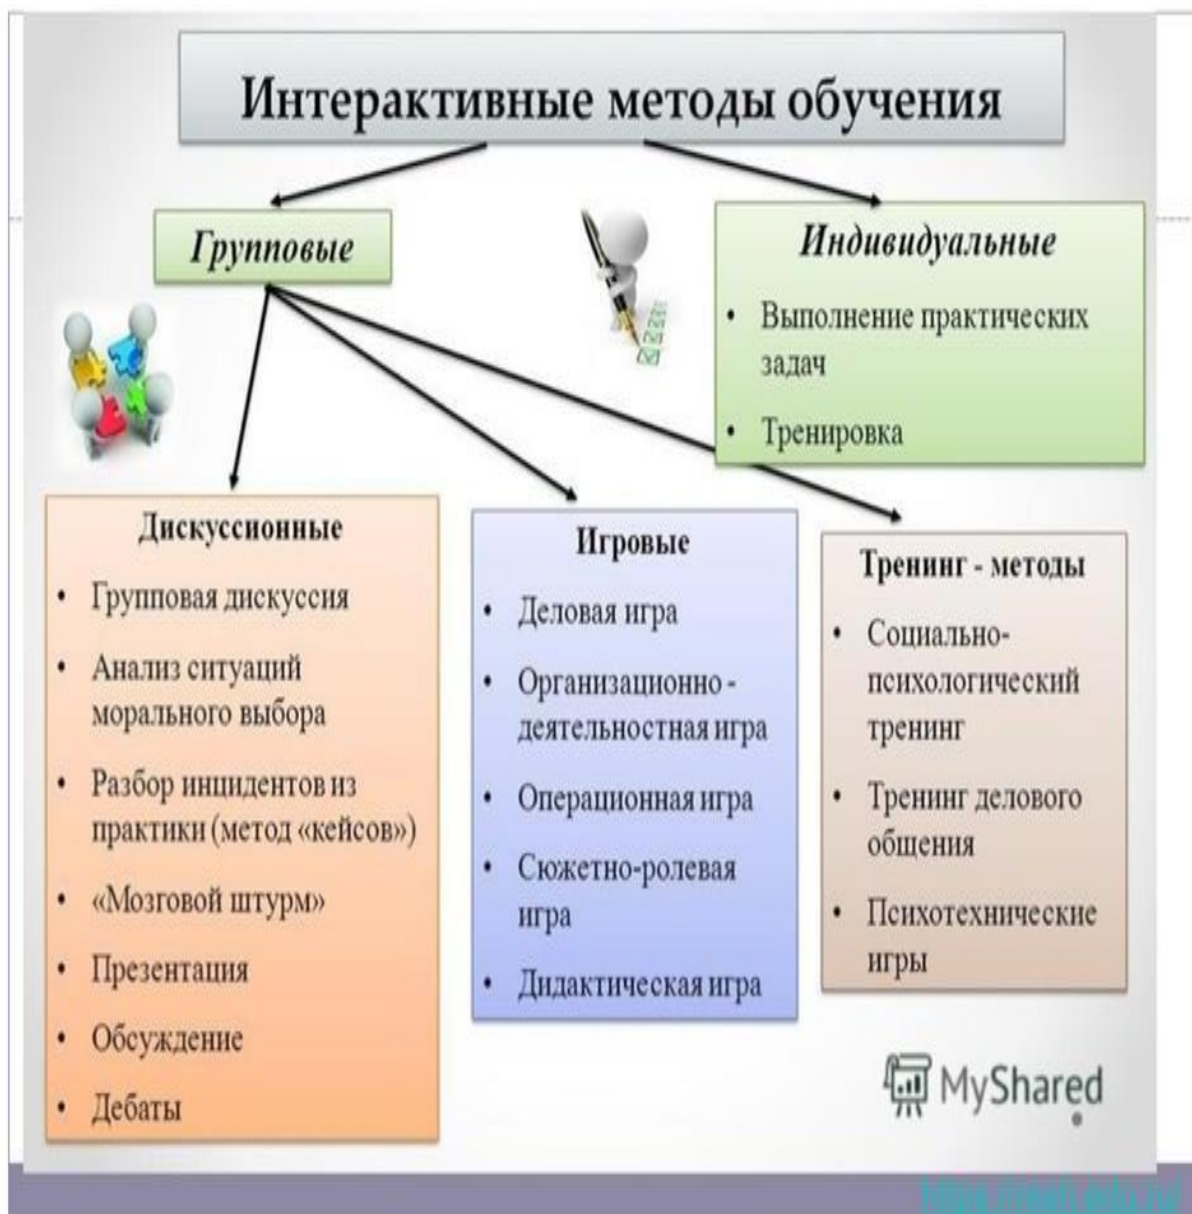 Интерактивные методы обучения
Групповые
Индивидуальные
• Выполнение практических
задач
• Тренировка
Дискуссионные
• Групповая дискуссия
• Анализ ситуаций
морального выбора
• Разбор инцидентов из
практики (метод «кейсов»)
• «Мозговой штурм»
• Презентация
• Обсуждение
• Дебаты
Игровые
• Деловая игра
• Организационно -
деятельностная игра
• Операционная игра
• Сюжетно-ролевая
игра
• Дидактическая игра
Тренинг - методы
• Социально-
психологический
тренинг
• Тренинг делового
общения
• Психотехнические
игры
MyShared